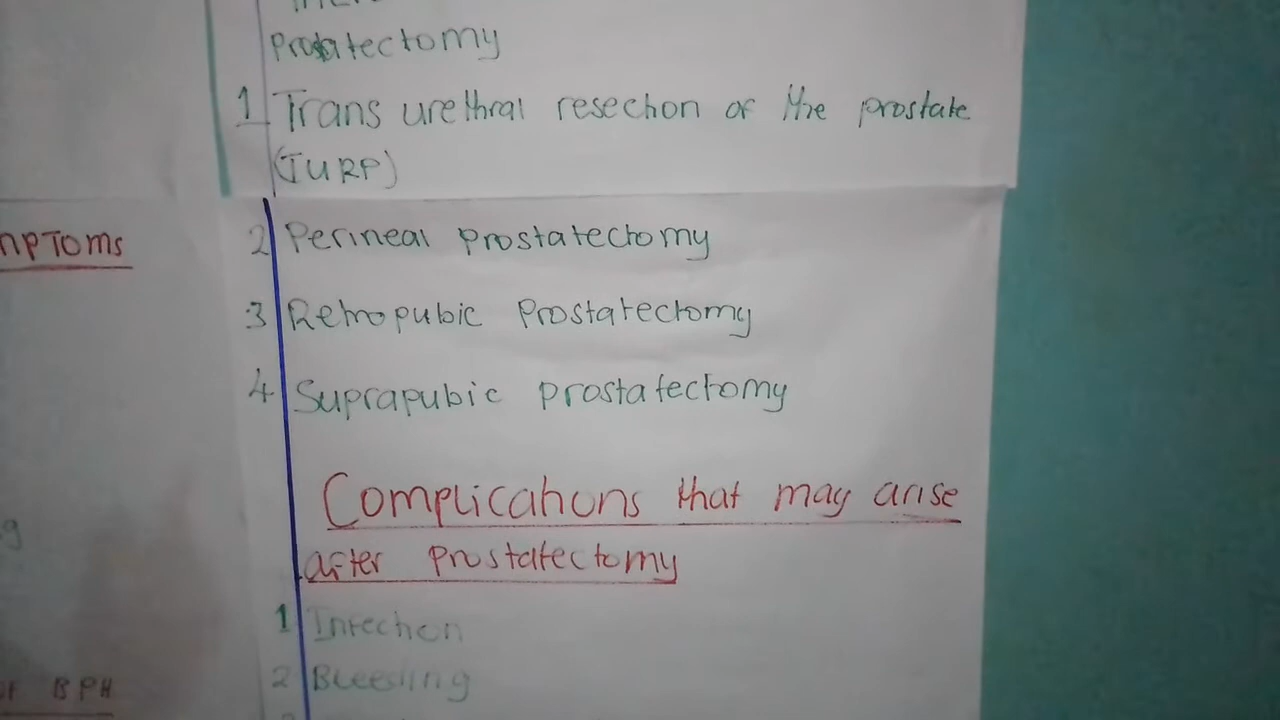 Prostatectomy
1 Trans urethral resection of the prostate
(TURP)
2 Perineal prostatectomy
3 Retropubic Prostatectomy
4 Suprapubic prostatectomy
Complications that may arise
after prostatectomy
1 Infection
2 Bleeding
MPTOMS
BPH